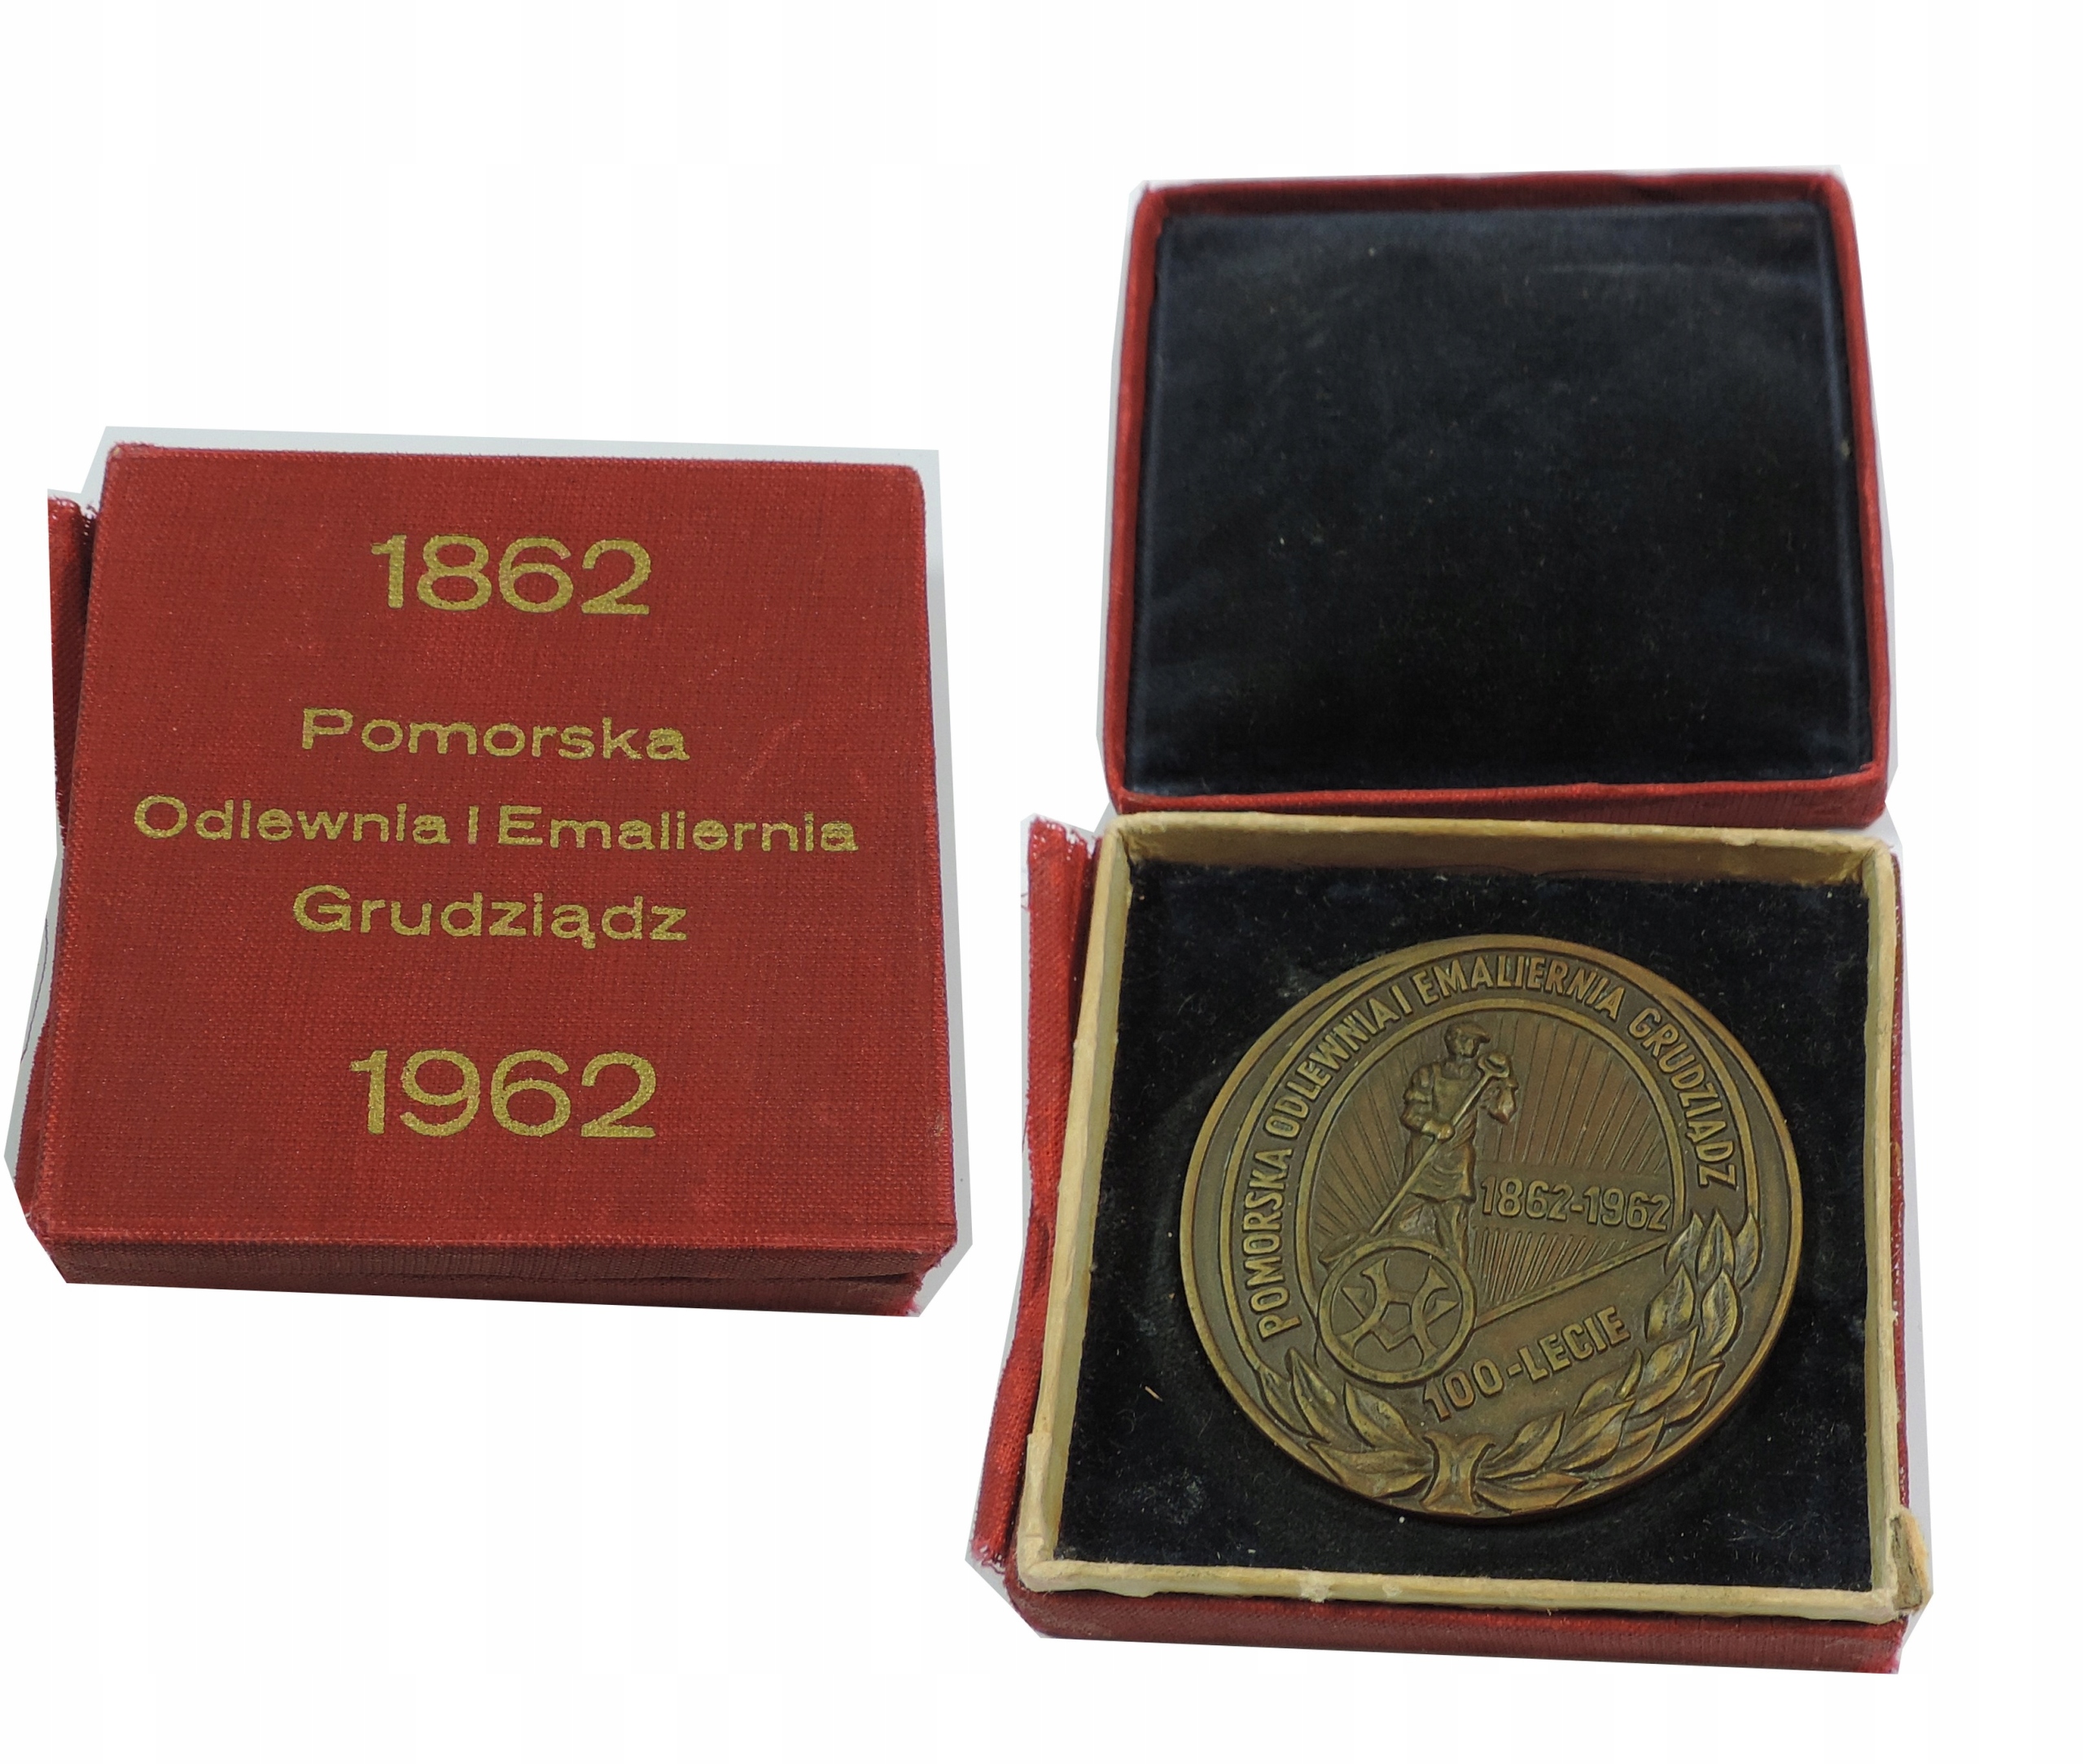 1862
Pomorska
Odlewnia i Emaliernia
Grudziądz
1962
POMORSKA ODLEWNIA I EMALIERNIA GRUDZIĄDZ
1862-1962
100-LECIE